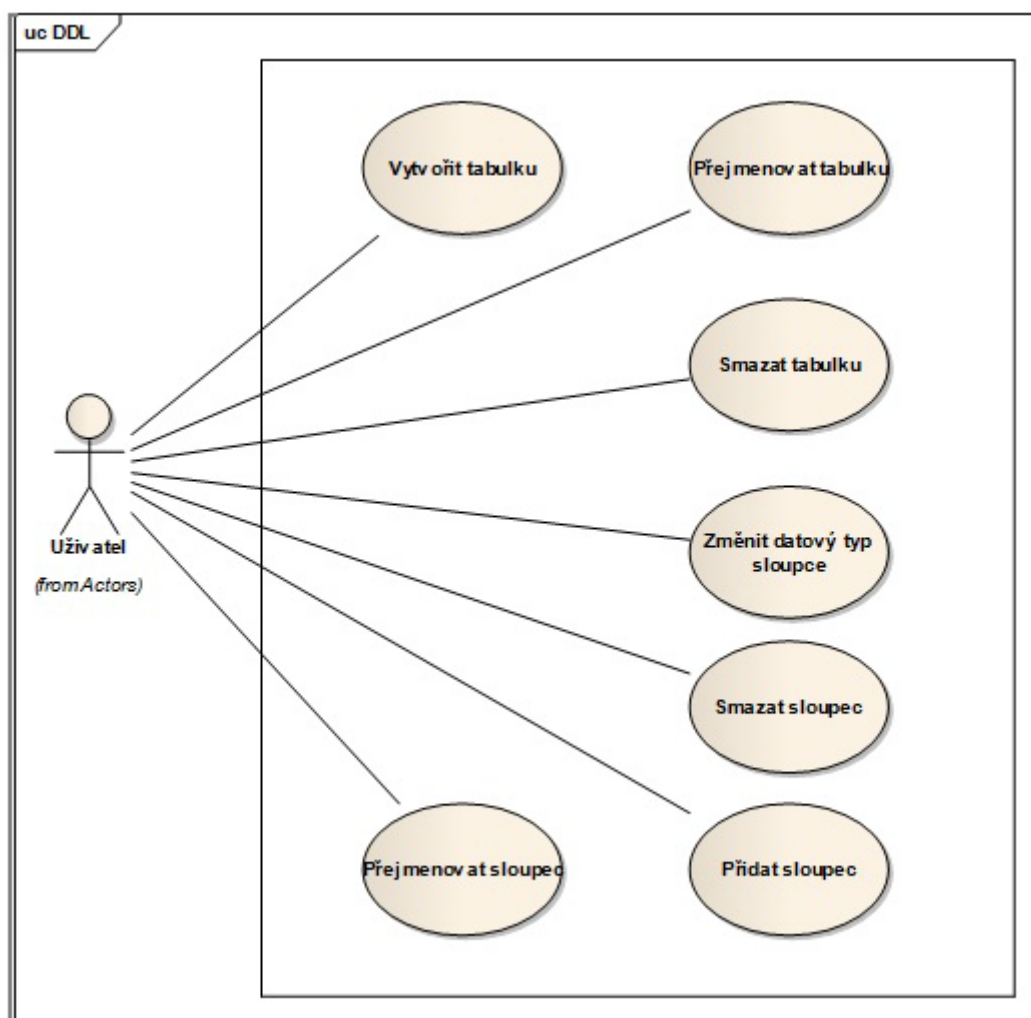 uc DDL
Vytvořit tabulku
Přejmenovat tabulku
Smazat tabulku
Uživatel
(from Actors)
Změnit datový typ
sloupce
Smazat sloupec
Přejmenovat sloupec
Přidat sloupec